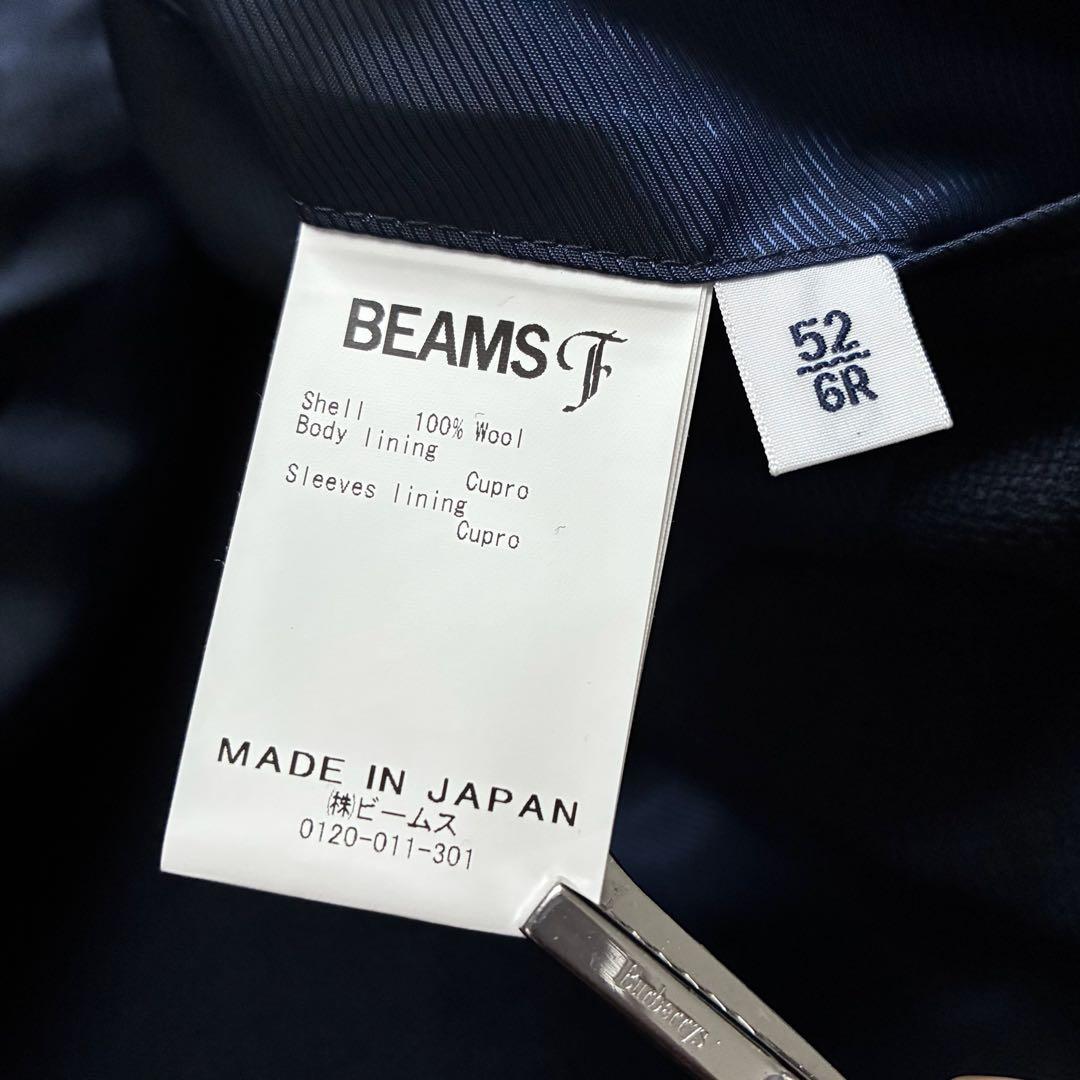 BEAMS F
Shell 100% Wool
Body lining
Cupro
Sleeves lining
Cupro
MADE IN JAPAN
㈱ビームス
0120-011-301
52
6R
Burberrys